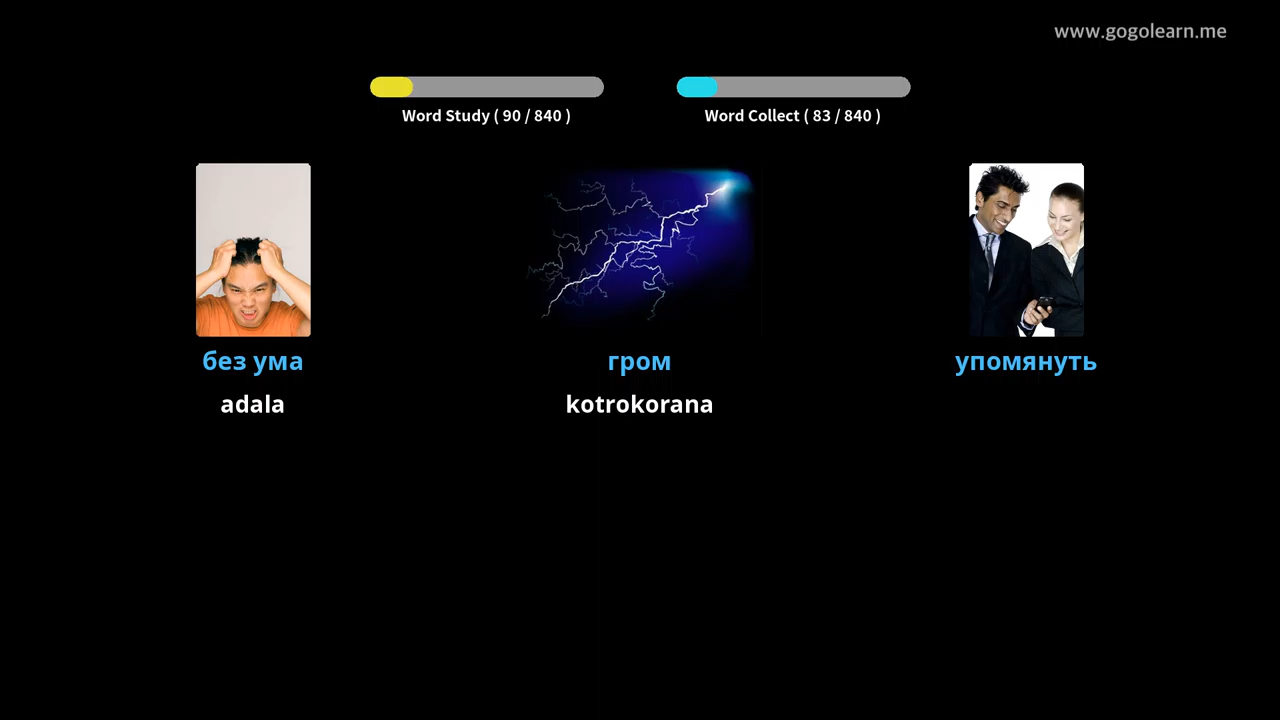 www.gogolearn.me
Word Study ( 90 / 840 )
Word Collect ( 83 / 840 )
без ума
гром
упомянуть
adala
kotrokorana